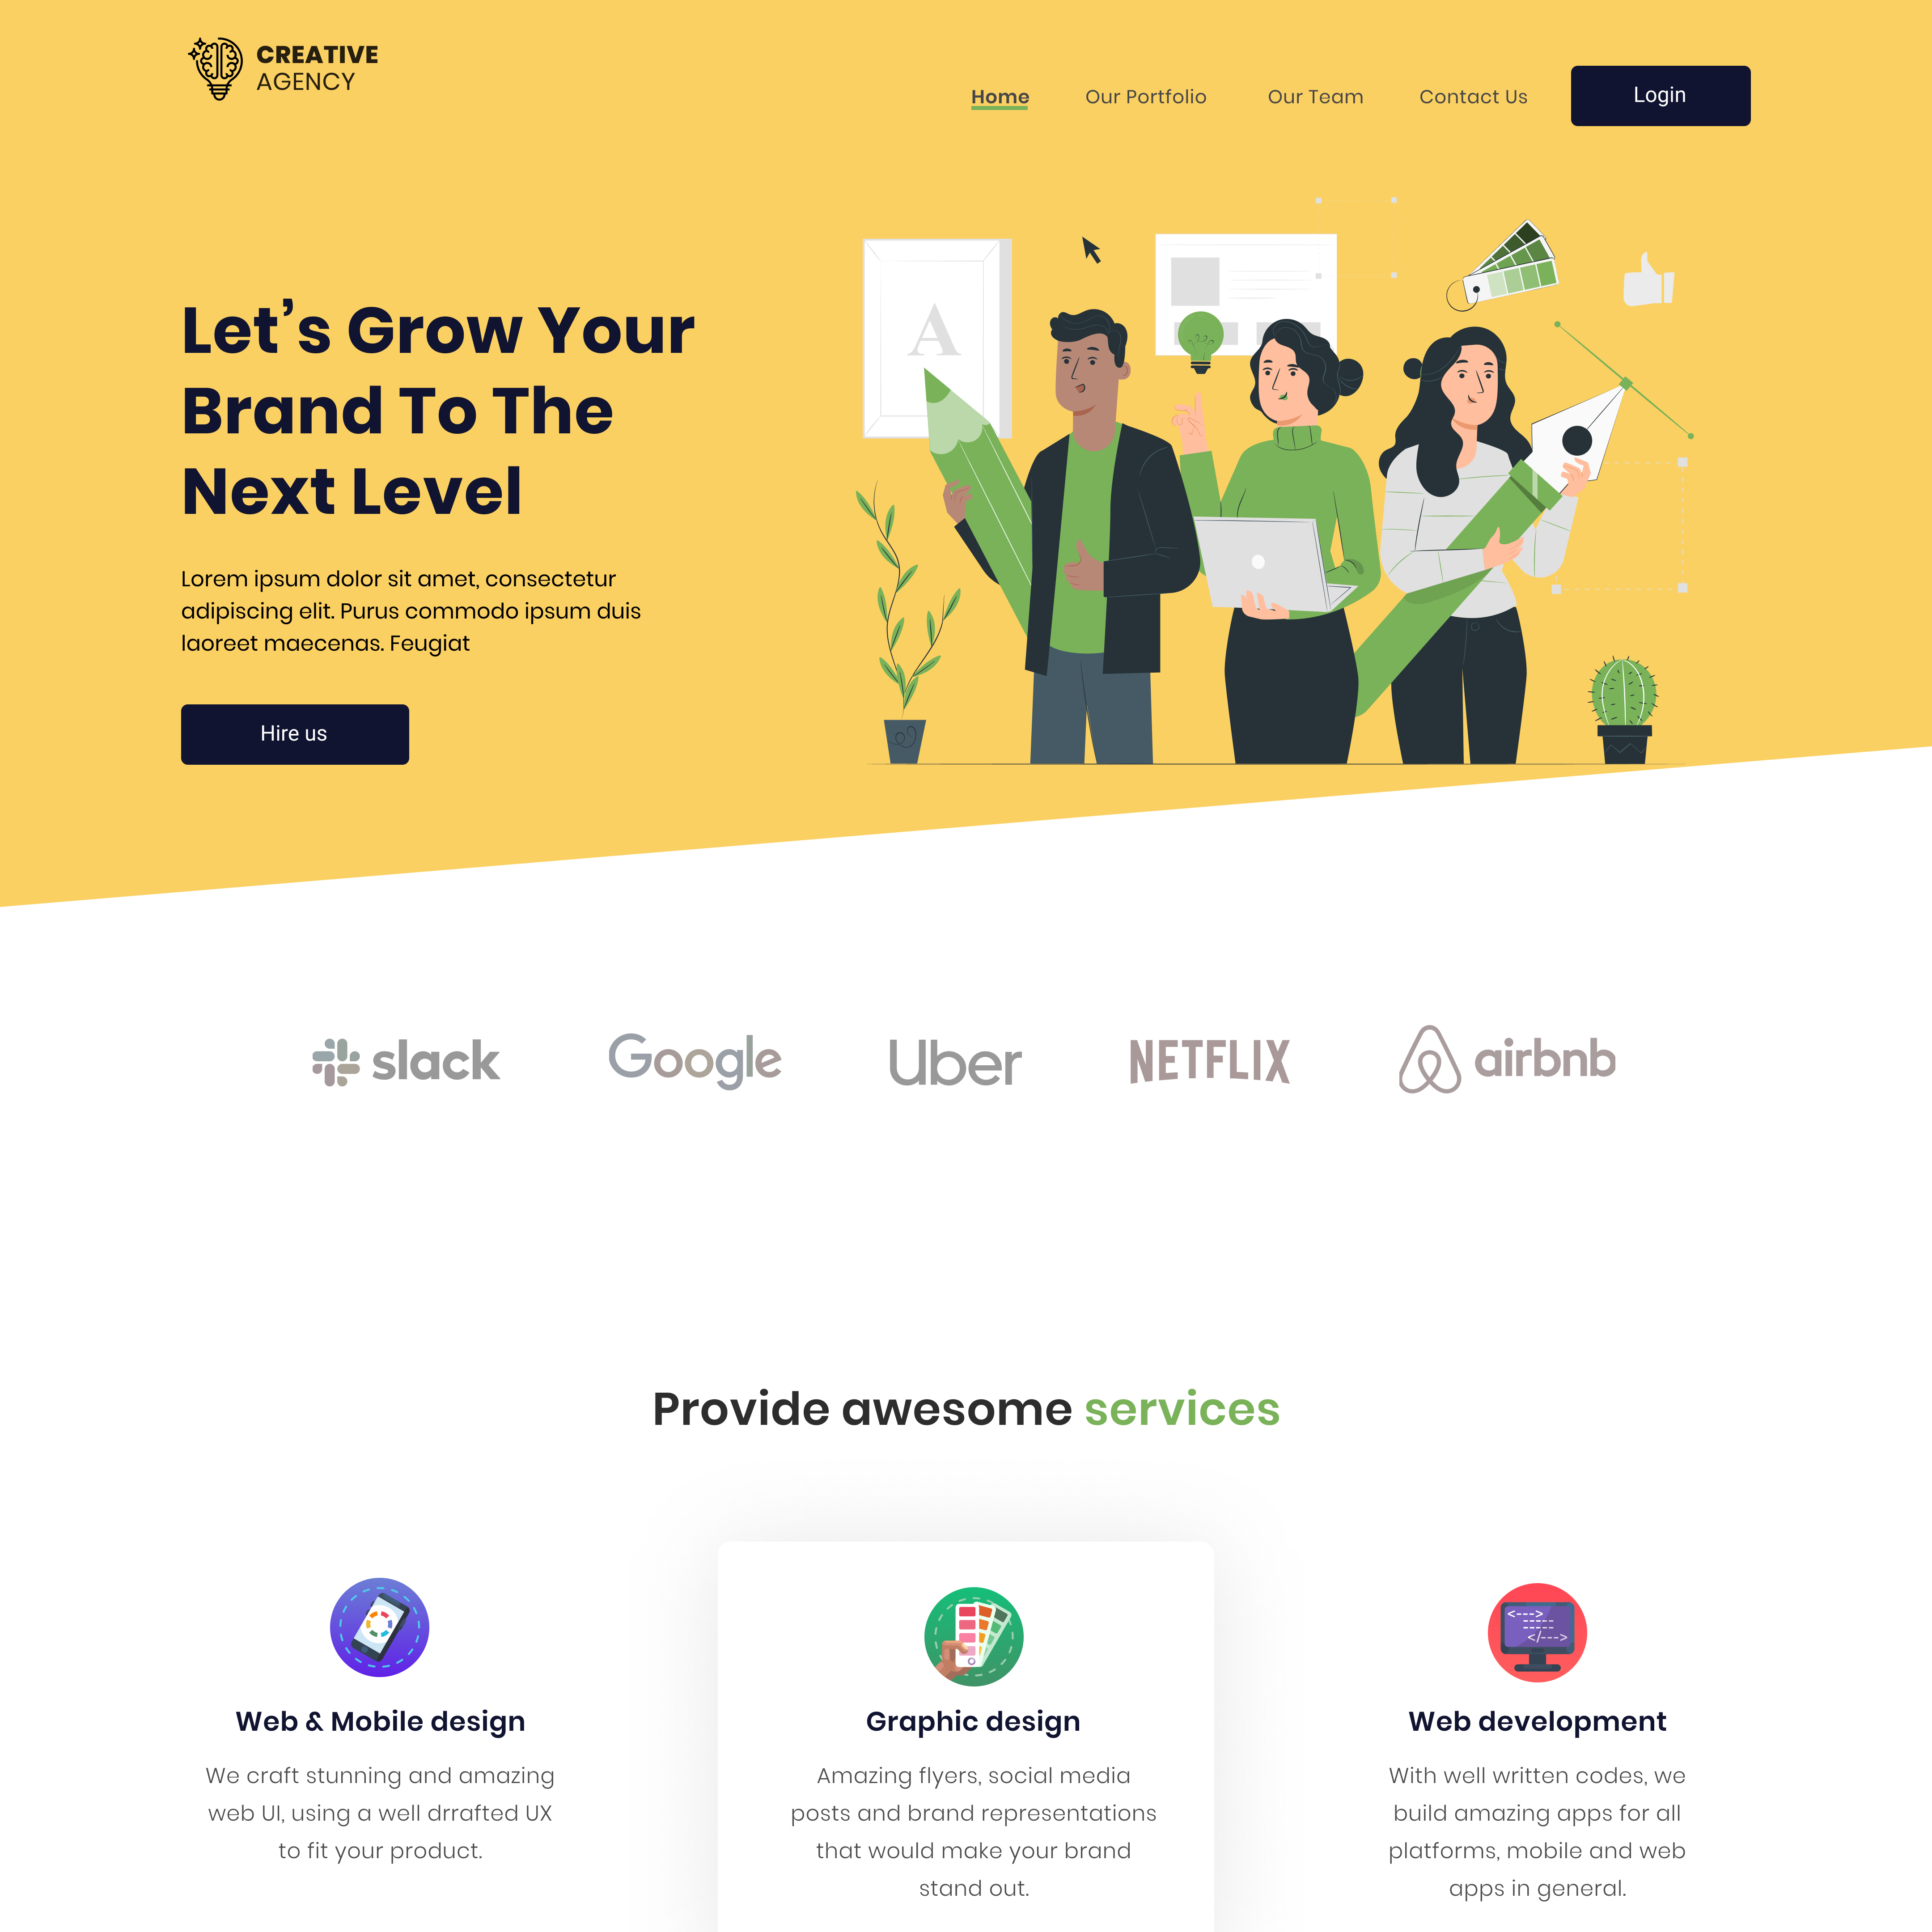 CREATIVE
AGENCY
Home Our Portfolio Our Team Contact Us Login
Let’s Grow Your
Brand To The
Next Level
Lorem ipsum dolor sit amet, consectetur
adipiscing elit. Purus commodo ipsum duis
laoreet maecenas. Feugiat
Hire us
A
slack Google Uber NETFLIX airbnb
Provide awesome services
<--->
</--->
Web & Mobile design
We craft stunning and amazing
web UI, using a well drrafted UX
to fit your product.
Graphic design
Amazing flyers, social media
posts and brand representations
that would make your brand
stand out.
Web development
With well written codes, we
build amazing apps for all
platforms, mobile and web
apps in general.